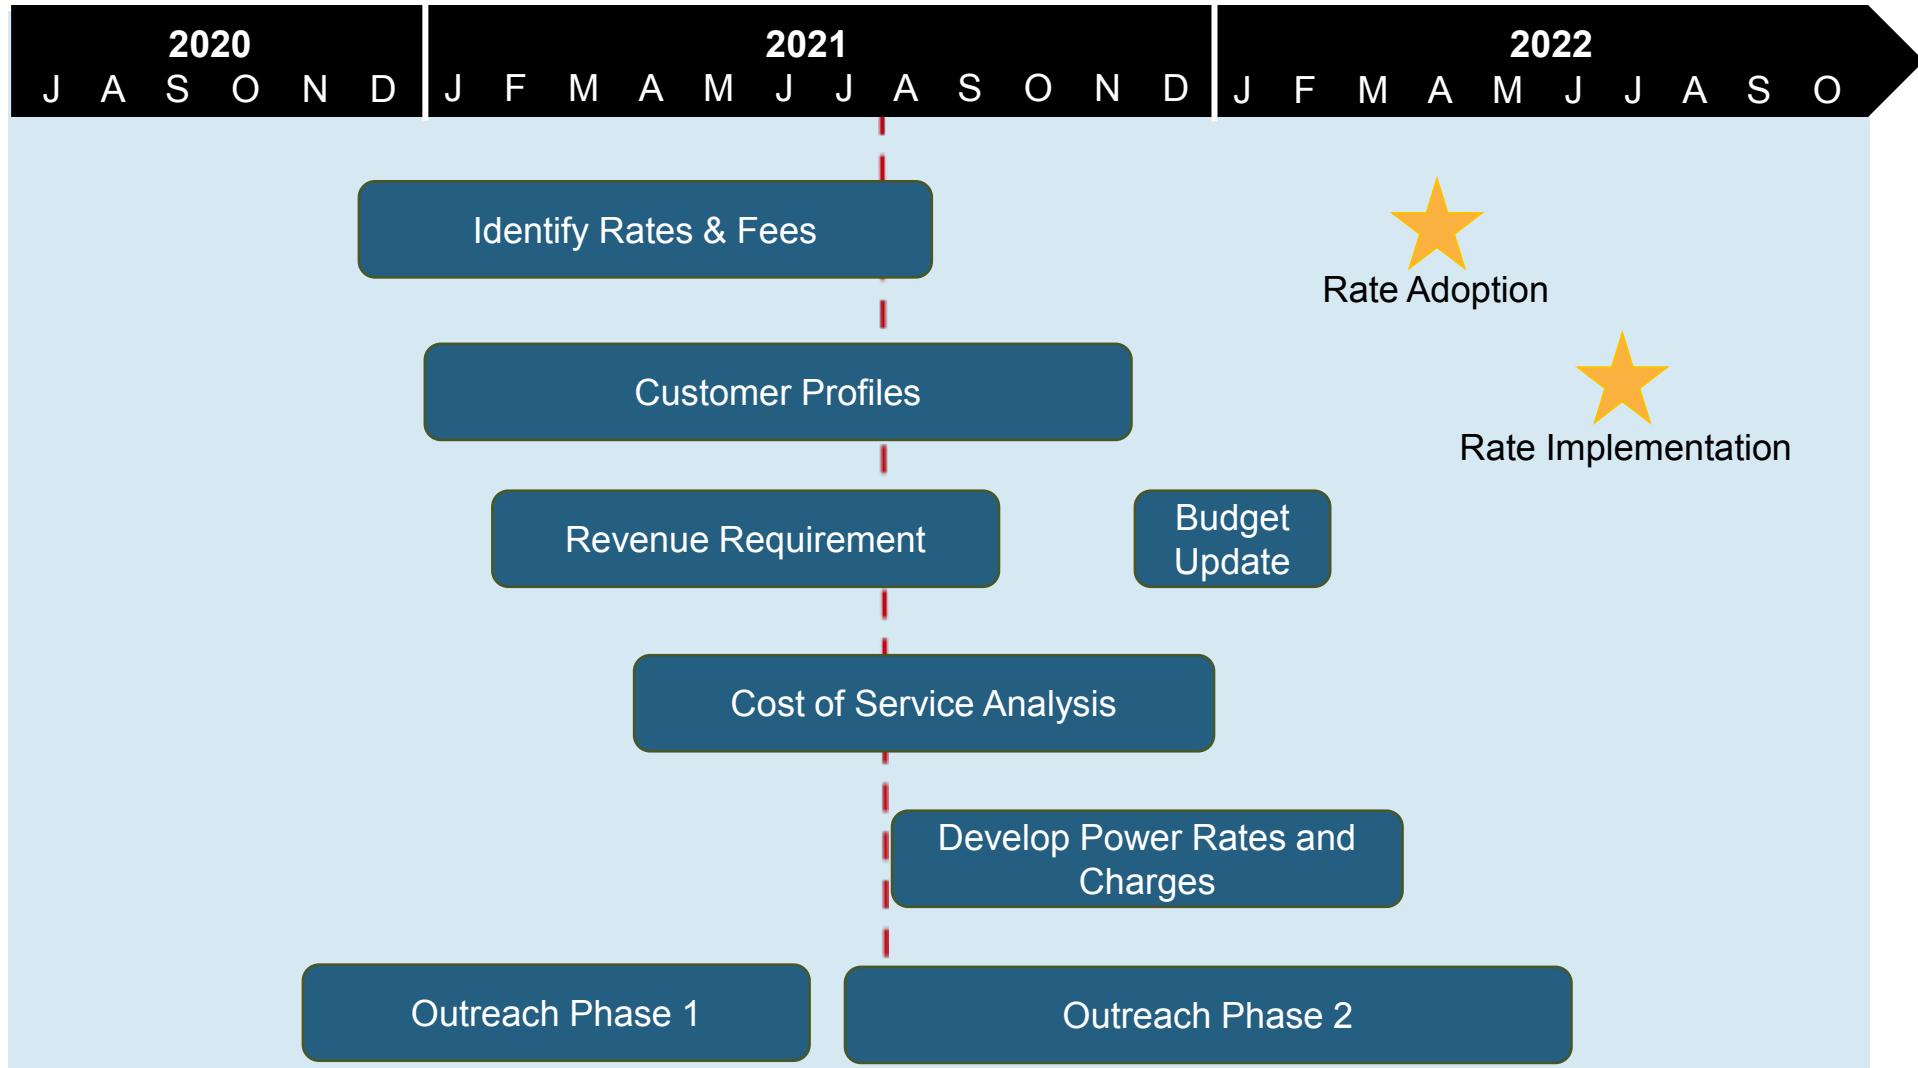 2020 2021 2022
J A S O N D J F M A M J J A S O N D J F M A M J J A S O
Identify Rates & Fees
Rate Adoption
Customer Profiles
Rate Implementation
Revenue Requirement
Budget
Update
Cost of Service Analysis
Develop Power Rates and
Charges
Outreach Phase 1
Outreach Phase 2